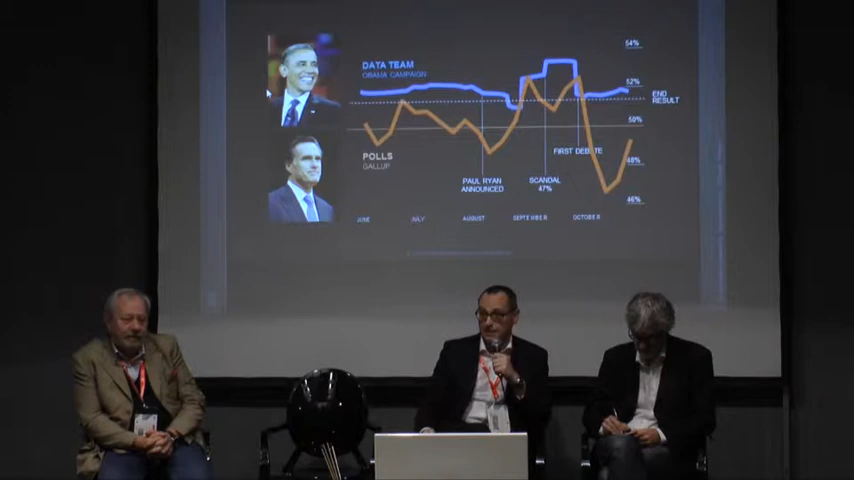 DATA TEAM
OBAMA CAMPAIGN
54%
52%
END
RESULT
50%
POLLS
GALLUP
FIRST DEBATE
48%
PAUL RYAN
ANNOUNCED
SCANDAL
47%
46%
JUNE
JULY
AUGUST
SEPTEMBER
OCTOBER